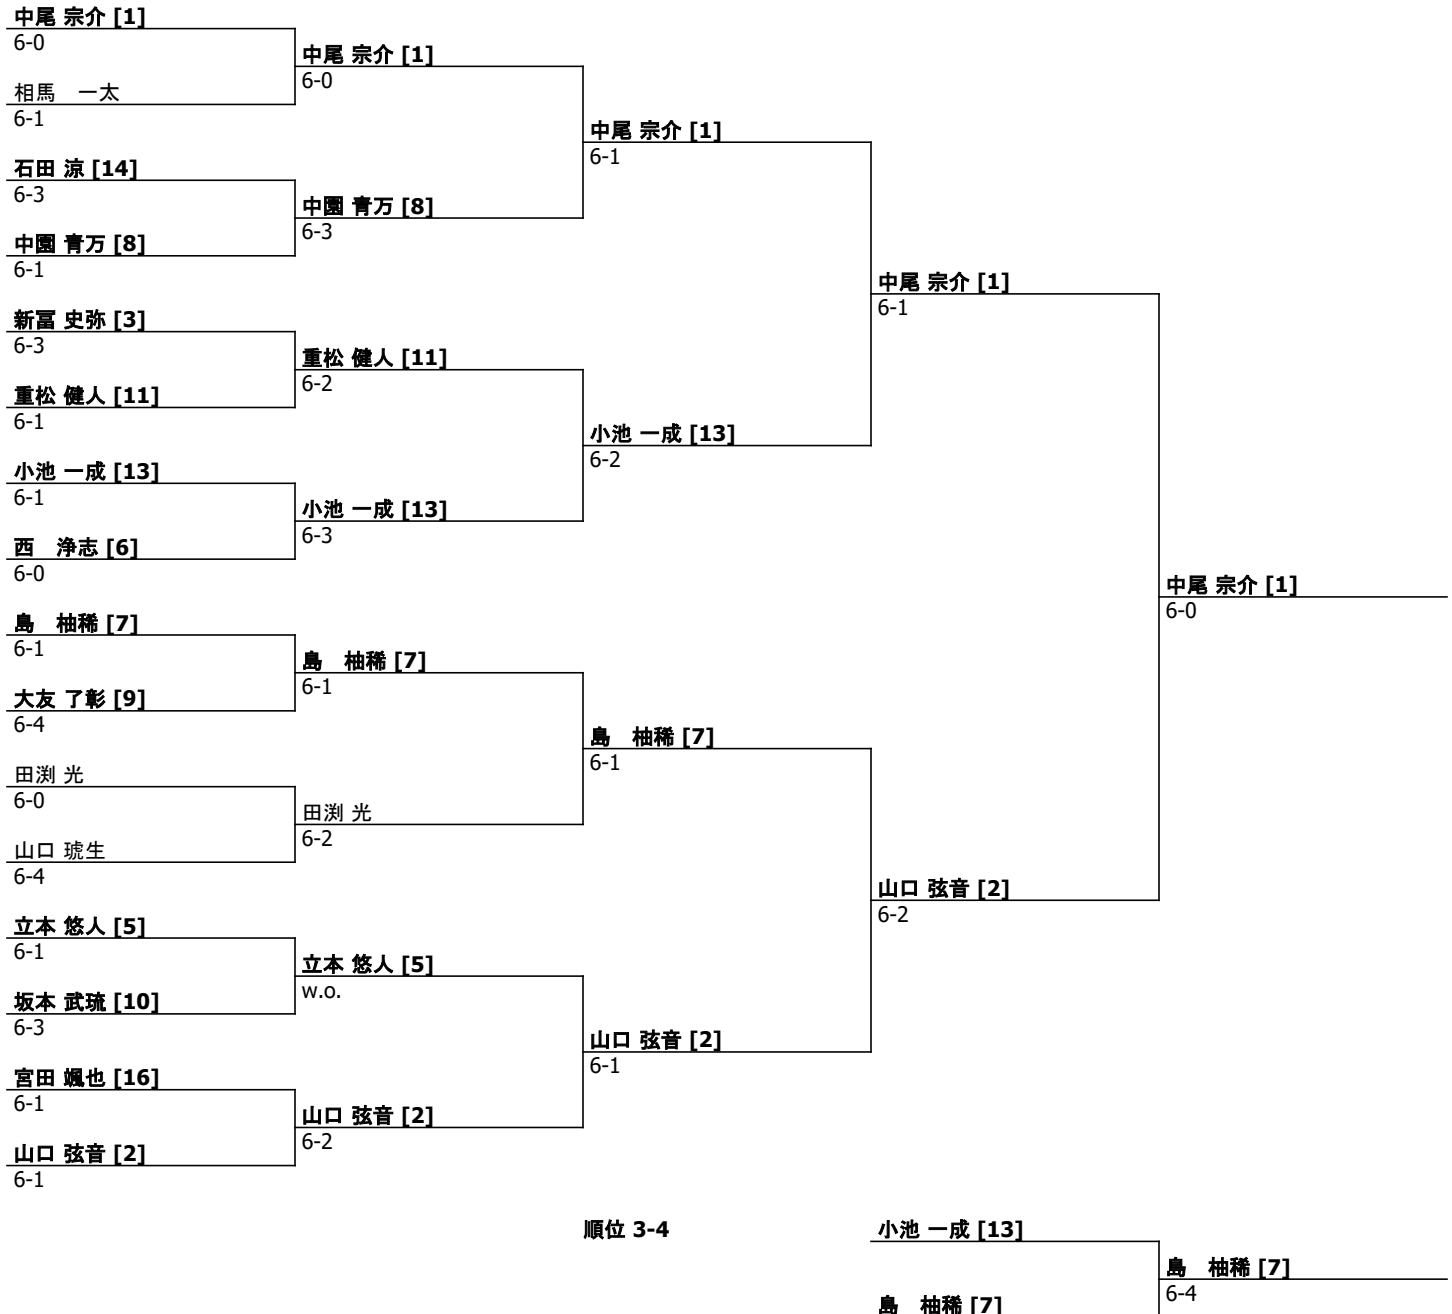 中尾 宗介 [1]
6-0
相馬　一太
6-1
石田 涼 [14]
6-3
中園 青万 [8]
6-1
新冨 史弥 [3]
6-3
重松 健人 [11]
6-1
小池 一成 [13]
6-1
西　浄志 [6]
6-0
島　柚稀 [7]
6-1
大友 了彰 [9]
6-4
田渕 光
6-0
山口 琥生
6-4
立本 悠人 [5]
6-1
坂本 武琉 [10]
6-3
宮田 颯也 [16]
6-1
山口 弦音 [2]
6-1
中尾 宗介 [1]
6-0
中園 青万 [8]
6-3
重松 健人 [11]
6-2
小池 一成 [13]
6-3
島　柚稀 [7]
6-1
田渕 光
6-2
立本 悠人 [5]
w.o.
山口 弦音 [2]
6-2
中尾 宗介 [1]
6-1
小池 一成 [13]
6-2
島　柚稀 [7]
6-1
山口 弦音 [2]
6-1
中尾 宗介 [1]
6-1
山口 弦音 [2]
6-2
中尾 宗介 [1]
6-0
順位 3-4
小池 一成 [13]
島　柚稀 [7]
島　柚稀 [7]
6-4